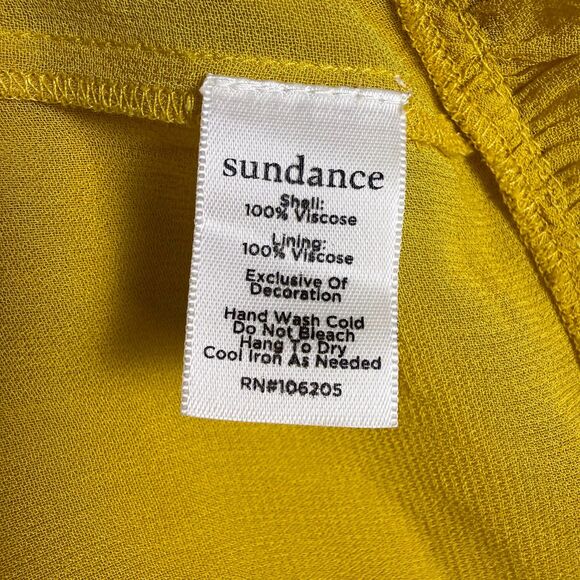 sundance
Shell:
100% Viscose
Lining:
100% Viscose
Exclusive Of
Decoration
Hand Wash Cold
Do Not Bleach
Hang To Dry
Cool Iron As Needed
RN#106205